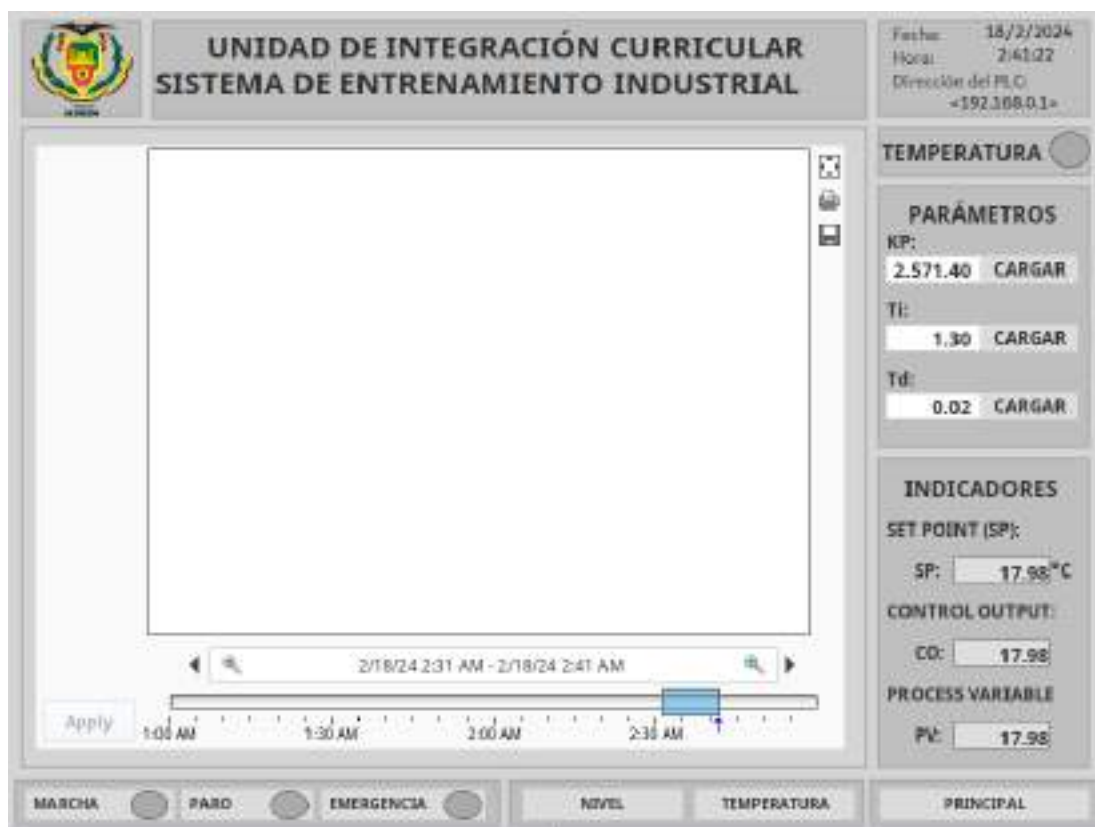 UNIDAD DE INTEGRACIÓN CURRICULAR
SISTEMA DE ENTRENAMIENTO INDUSTRIAL
Fecha: 18/2/2024
Hora: 2:41:22
Dirección del PLC:
<192.168.0.1>
TEMPERATURA
PARÁMETROS
KP:
2.571.40 CARGAR
Ti:
1.30 CARGAR
Td:
0.02 CARGAR
INDICADORES
SET POINT (SP):
SP: 17.98 °C
CONTROL OUTPUT:
CO: 17.98
PROCESS VARIABLE
PV: 17.98
2/18/24 2:31 AM - 2/18/24 2:41 AM
Apply
1:00 AM 1:30 AM 2:00 AM 2:30 AM
MARCHA PARO EMERGENCIA NIVEL TEMPERATURA PRINCIPAL